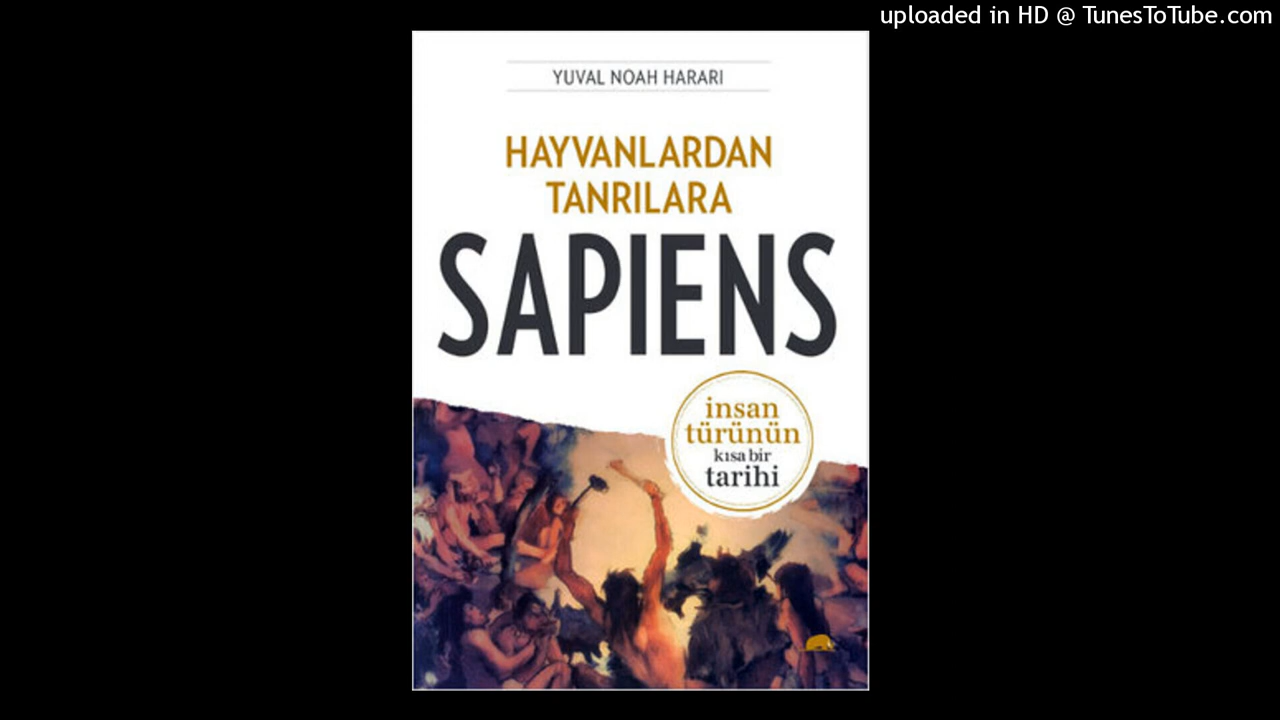 uploaded in HD @ TunesToTube.com
YUVAL NOAH HARARI
HAYVANLARDAN
TANRILARA
SAPIENS
insan
türünün
kısa bir
tarihi